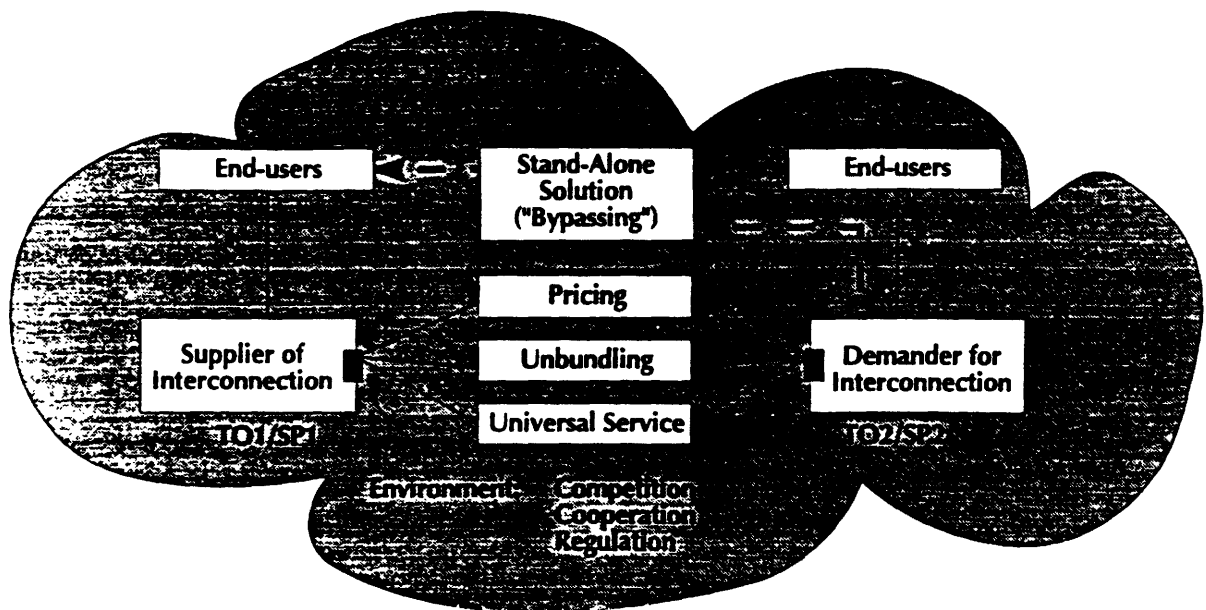 End-users
Stand-Alone
Solution
("Bypassing")
End-users
Pricing
Supplier of
Interconnection
Unbundling
Demander for
Interconnection
Universal Service
TO1/SP1
TO2/SP2
Environment: Competition
Cooperation
Regulation